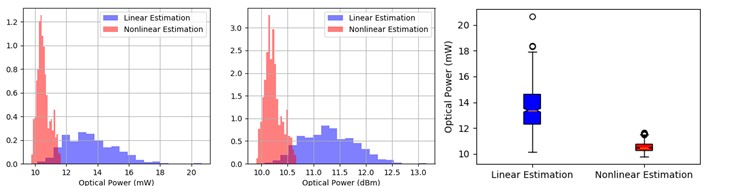 1.2
1.0
0.8
0.6
0.4
0.2
0.0
10 12 14 16 18 20
Optical Power (mW)
Linear Estimation
Nonlinear Estimation
3.0
2.5
2.0
1.5
1.0
0.5
0.0
10.0 10.5 11.0 11.5 12.0 12.5 13.0
Optical Power (dBm)
Linear Estimation
Nonlinear Estimation
Optical Power (mW)
20
18
16
14
12
10
Linear Estimation Nonlinear Estimation